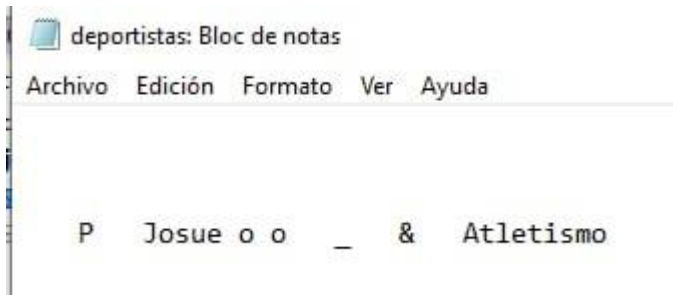 deportistas: Bloc de notas
Archivo Edición Formato Ver Ayuda
P Josue o o _ & Atletismo